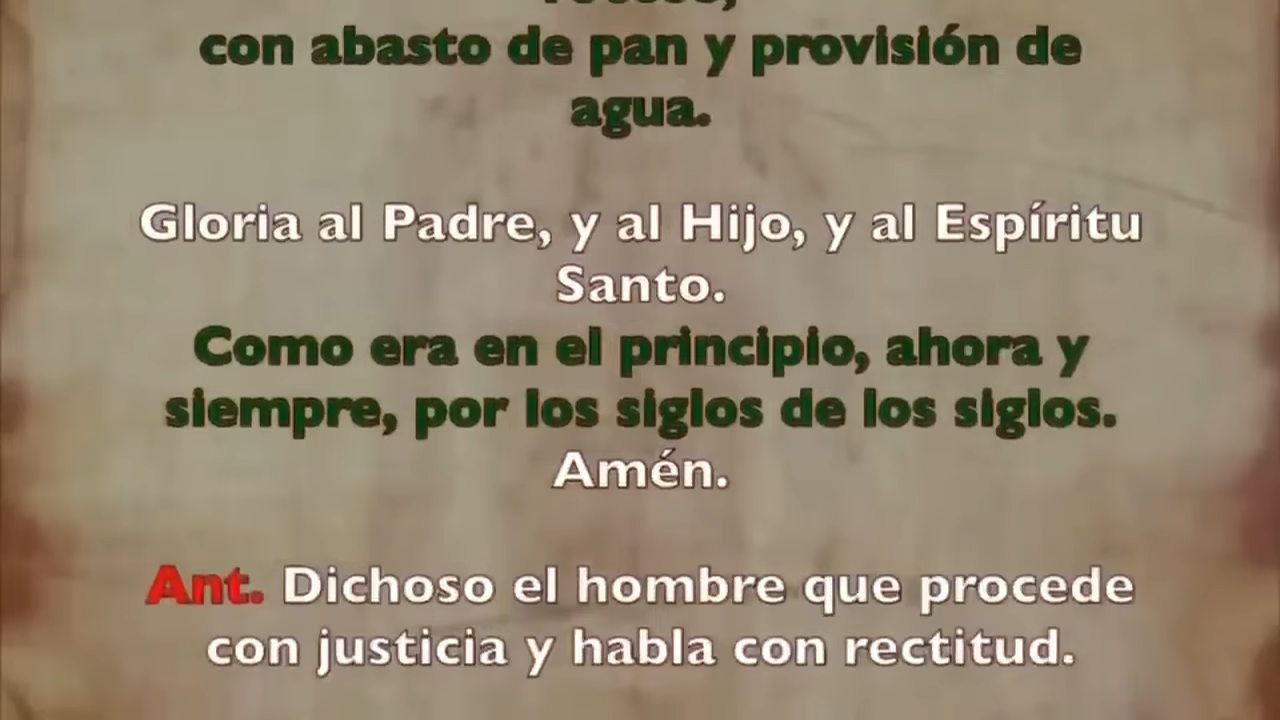 con abasto de pan y provisión de
agua.
Gloria al Padre, y al Hijo, y al Espíritu
Santo.
Como era en el principio, ahora y
siempre, por los siglos de los siglos.
Amén.
Ant. Dichoso el hombre que procede
con justicia y habla con rectitud.